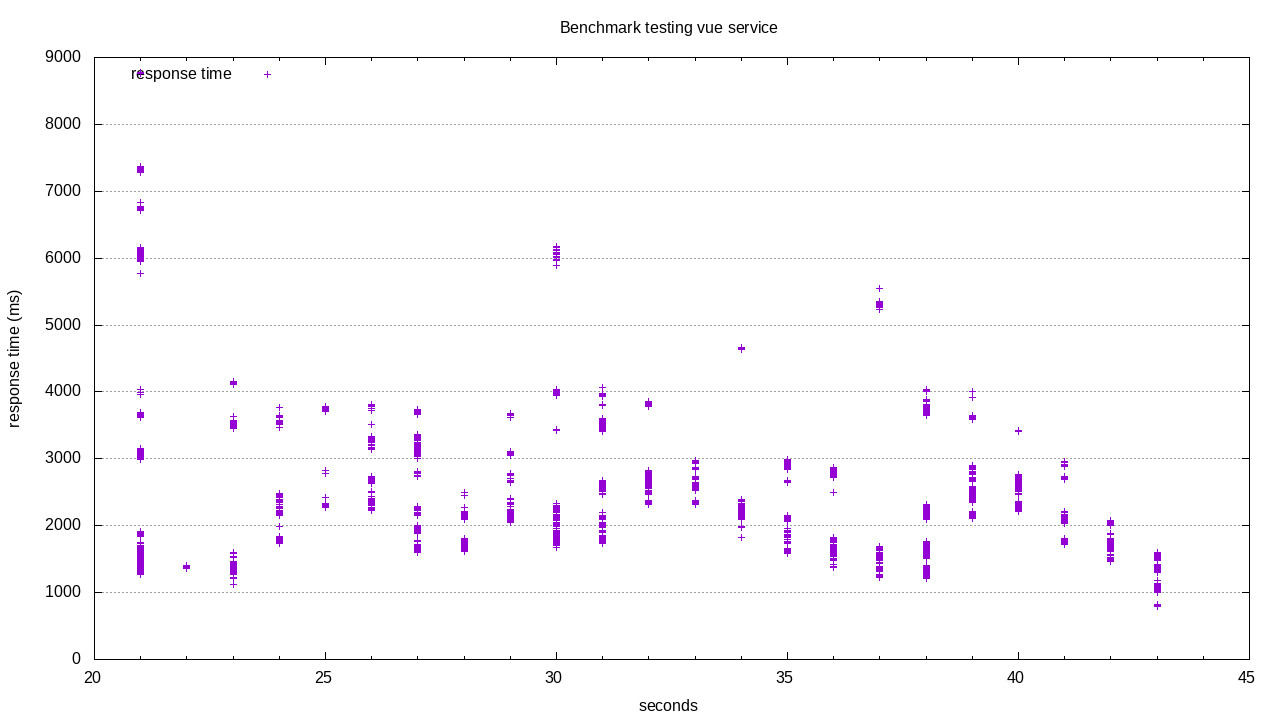 Benchmark testing vue service
9000
response time
8000
7000
6000
5000
4000
3000
2000
1000
0
response time (ms)
20 25 30 35 40 45
seconds